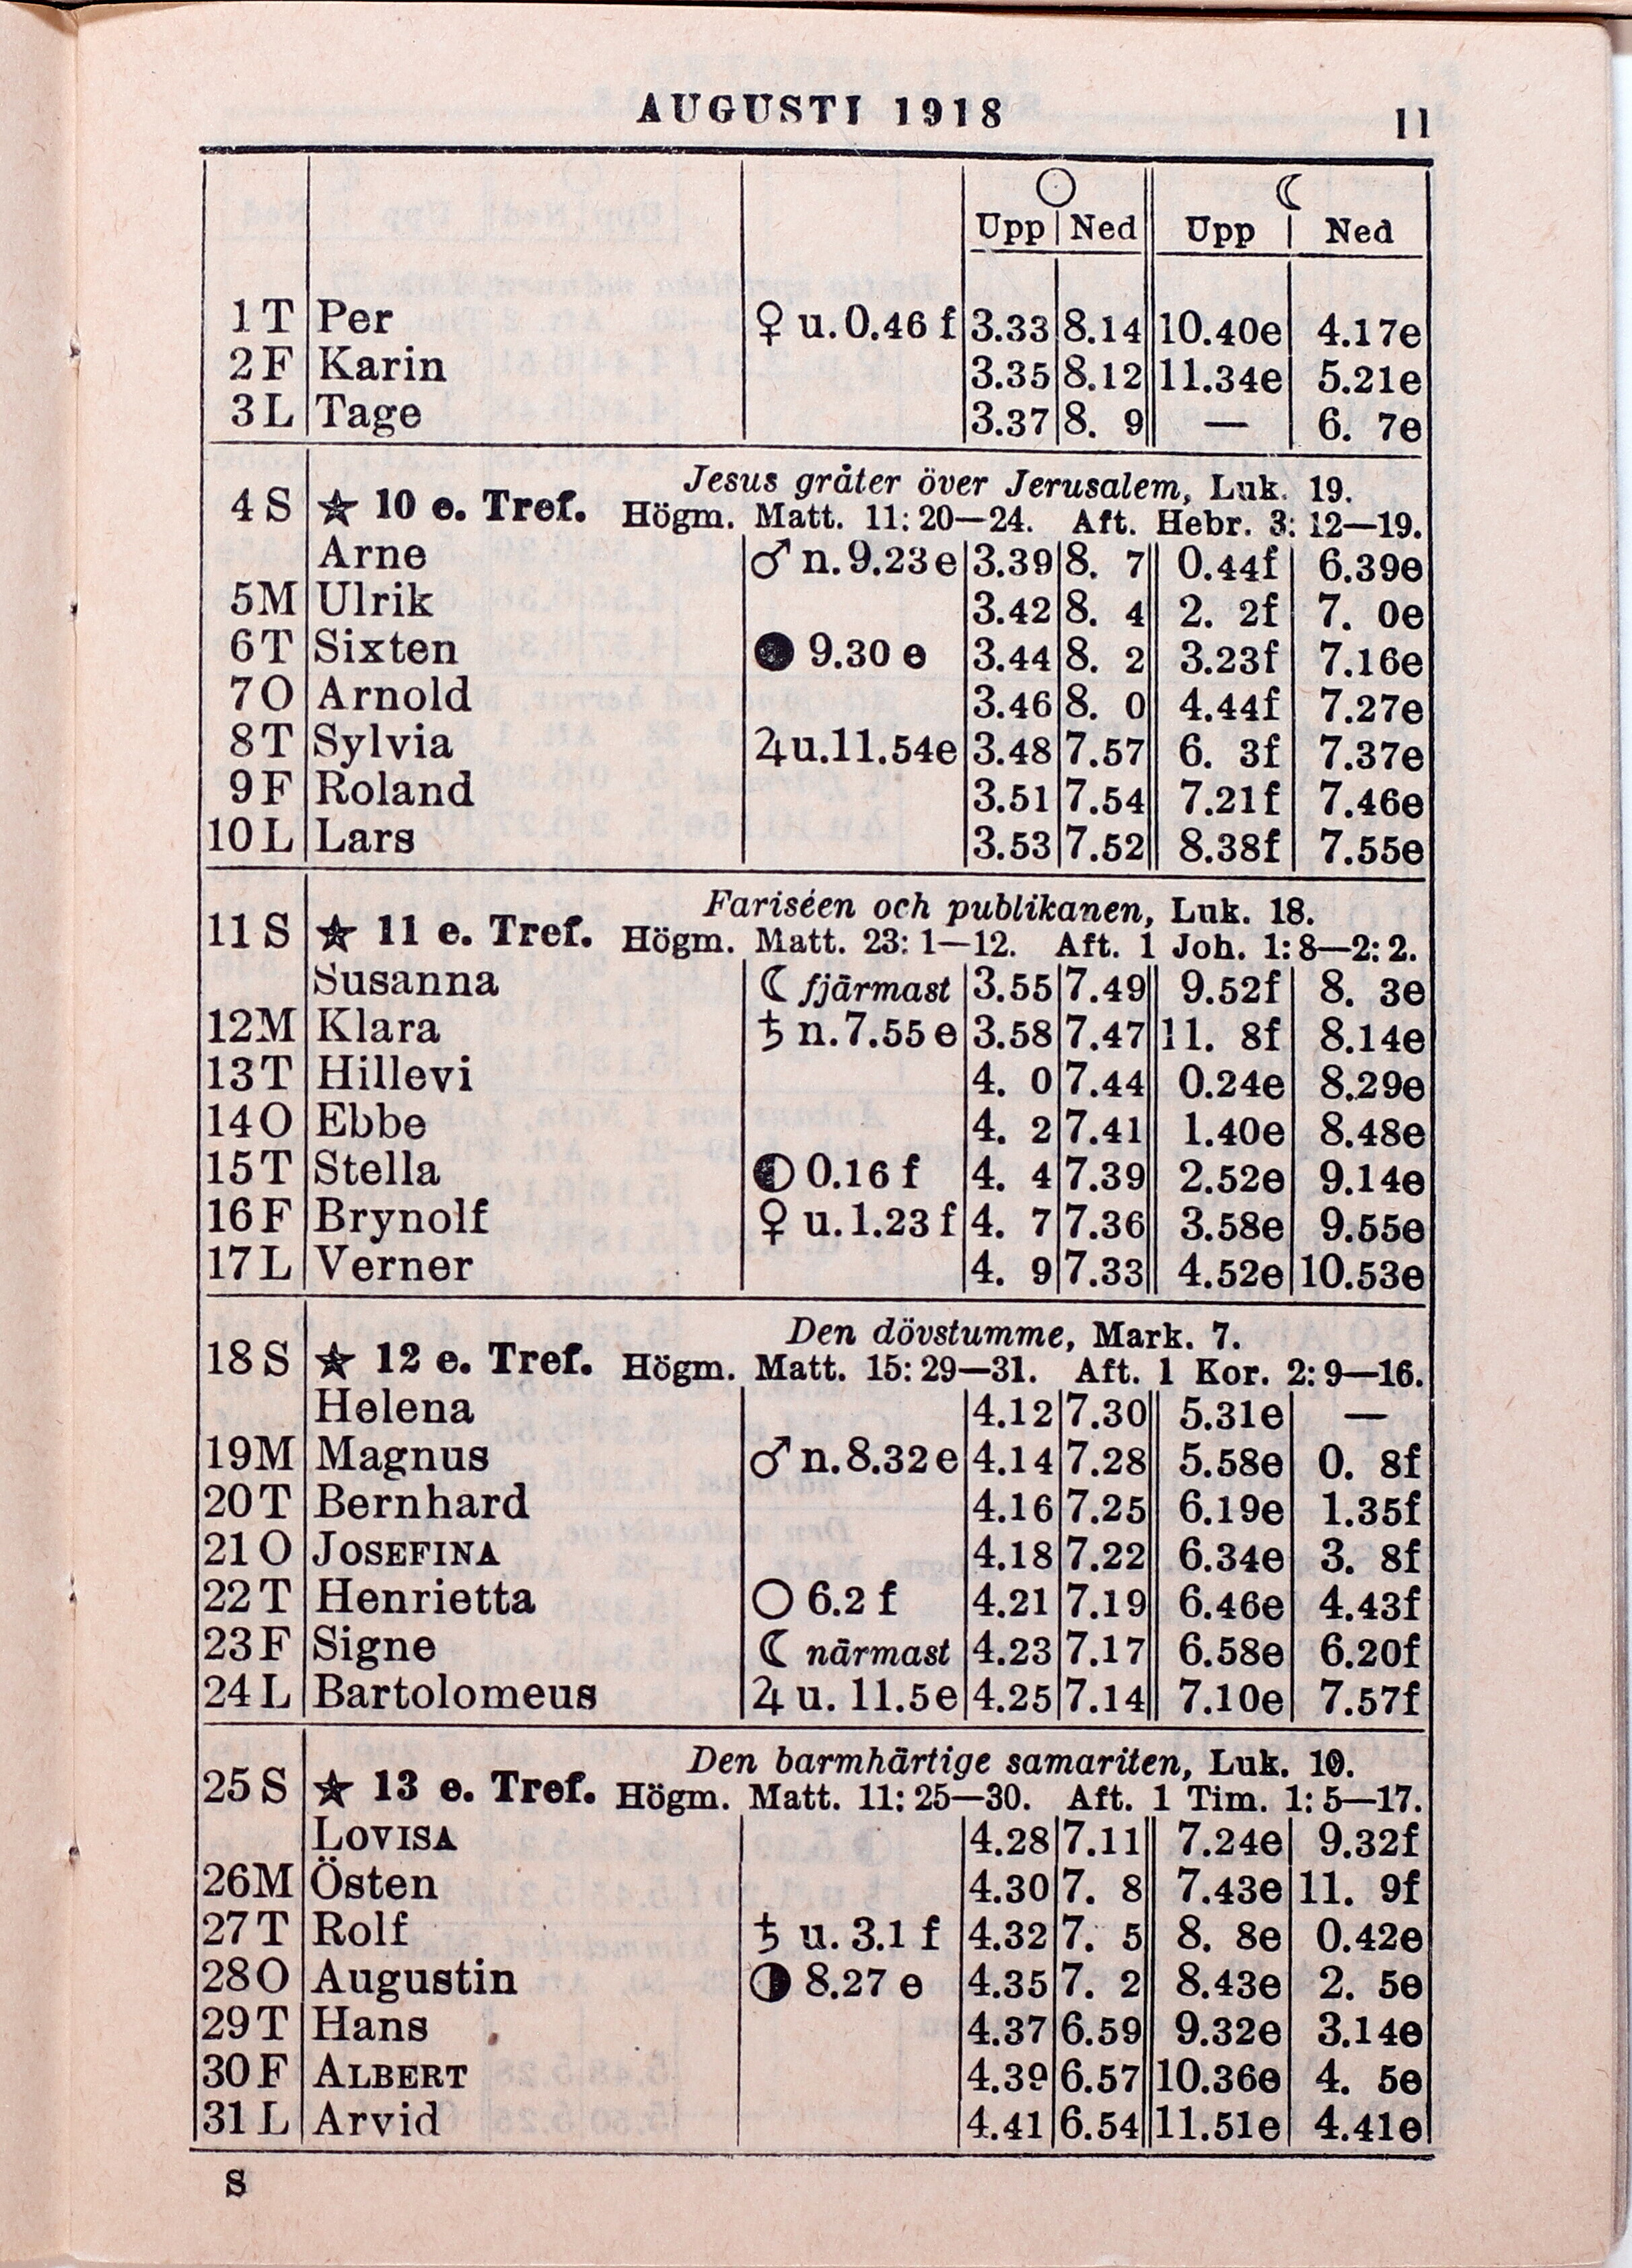 AUGUSTI 1918 11
○ ☾
Upp Ned Upp Ned
1 T Per ♀ u. 0.46 f 3.33 8.14 10.40e 4.17e
2 F Karin 3.35 8.12 11.34e 5.21e
3 L Tage 3.37 8. 9 — 6. 7e
Jesus gråter över Jerusalem, Luk. 19.
4 S ★ 10 e. Tref. Högm. Matt. 11: 20—24. Aft. Hebr. 3: 12—19.
Arne ♂ n. 9.23 e 3.39 8. 7 0.44f 6.39e
5 M Ulrik 3.42 8. 4 2. 2f 7. 0e
6 T Sixten ● 9.30 e 3.44 8. 2 3.23f 7.16e
7 O Arnold 3.46 8. 0 4.44f 7.27e
8 T Sylvia ♃ u. 11.54e 3.48 7.57 6. 3f 7.37e
9 F Roland 3.51 7.54 7.21f 7.46e
10 L Lars 3.53 7.52 8.38f 7.55e
Fariséen och publikanen, Luk. 18.
11 S ★ 11 e. Tref. Högm. Matt. 23: 1—12. Aft. 1 Joh. 1: 8—2: 2.
Susanna ☾ fjärmast 3.55 7.49 9.52f 8. 3e
12 M Klara ♄ n. 7.55 e 3.58 7.47 11. 8f 8.14e
13 T Hillevi 4. 0 7.44 0.24e 8.29e
14 O Ebbe 4. 2 7.41 1.40e 8.48e
15 T Stella ◐ 0.16 f 4. 4 7.39 2.52e 9.14e
16 F Brynolf ♀ u. 1.23 f 4. 7 7.36 3.58e 9.55e
17 L Verner 4. 9 7.33 4.52e 10.53e
Den dövstumme, Mark. 7.
18 S ★ 12 e. Tref. Högm. Matt. 15: 29—31. Aft. 1 Kor. 2: 9—16.
Helena 4.12 7.30 5.31e —
19 M Magnus ♂ n. 8.32 e 4.14 7.28 5.58e 0. 8f
20 T Bernhard 4.16 7.25 6.19e 1.35f
21 O JOSEFINA 4.18 7.22 6.34e 3. 8f
22 T Henrietta ○ 6.2 f 4.21 7.19 6.46e 4.43f
23 F Signe ☾ närmast 4.23 7.17 6.58e 6.20f
24 L Bartolomeus ♃ u. 11.5e 4.25 7.14 7.10e 7.57f
Den barmhärtige samariten, Luk. 10.
25 S ★ 13 e. Tref. Högm. Matt. 11: 25—30. Aft. 1 Tim. 1: 5—17.
LOVISA 4.28 7.11 7.24e 9.32f
26 M Östen 4.30 7. 8 7.43e 11. 9f
27 T Rolf ♄ u. 3.1 f 4.32 7. 5 8. 8e 0.42e
28 O Augustin ◑ 8.27 e 4.35 7. 2 8.43e 2. 5e
29 T Hans 4.37 6.59 9.32e 3.14e
30 F ALBERT 4.39 6.57 10.36e 4. 5e
31 L Arvid 4.41 6.54 11.51e 4.41e
S